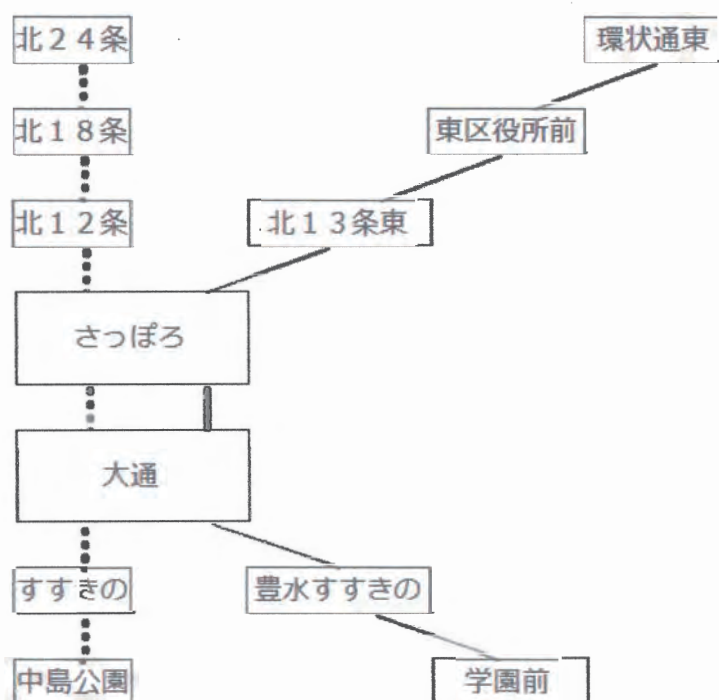 北２４条
環状通東
北１８条
東区役所前
北１２条
北１３条東
さっぽろ
大通
すすきの
豊水すすきの
中島公園
学園前